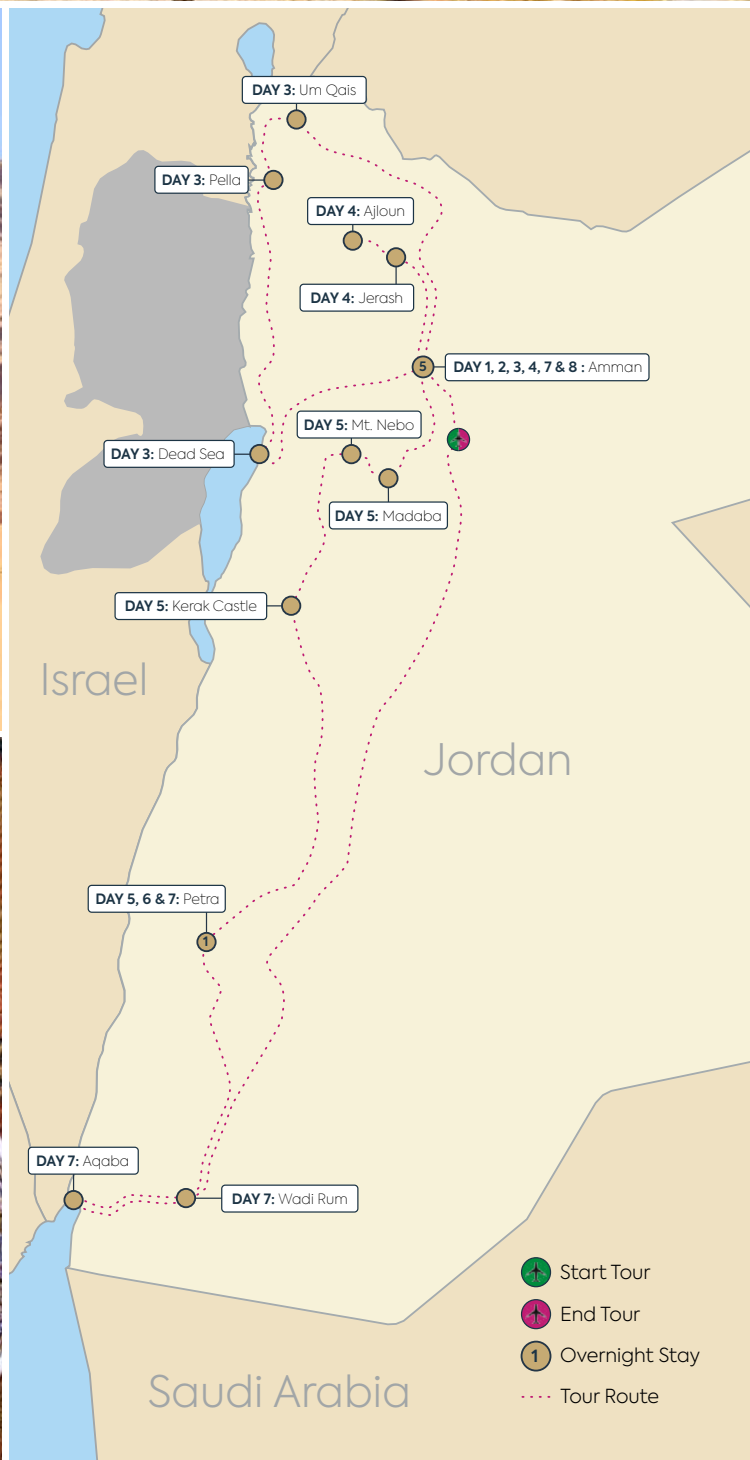 DAY 3: Um Qais
DAY 3: Pella
DAY 4: Ajloun
DAY 4: Jerash
5
DAY 1, 2, 3, 4, 7 & 8 : Amman
DAY 5: Mt. Nebo
DAY 3: Dead Sea
DAY 5: Madaba
DAY 5: Kerak Castle
Israel
Jordan
DAY 5, 6 & 7: Petra
1
DAY 7: Aqaba
DAY 7: Wadi Rum
Start Tour
End Tour
1 Overnight Stay
Tour Route
Saudi Arabia